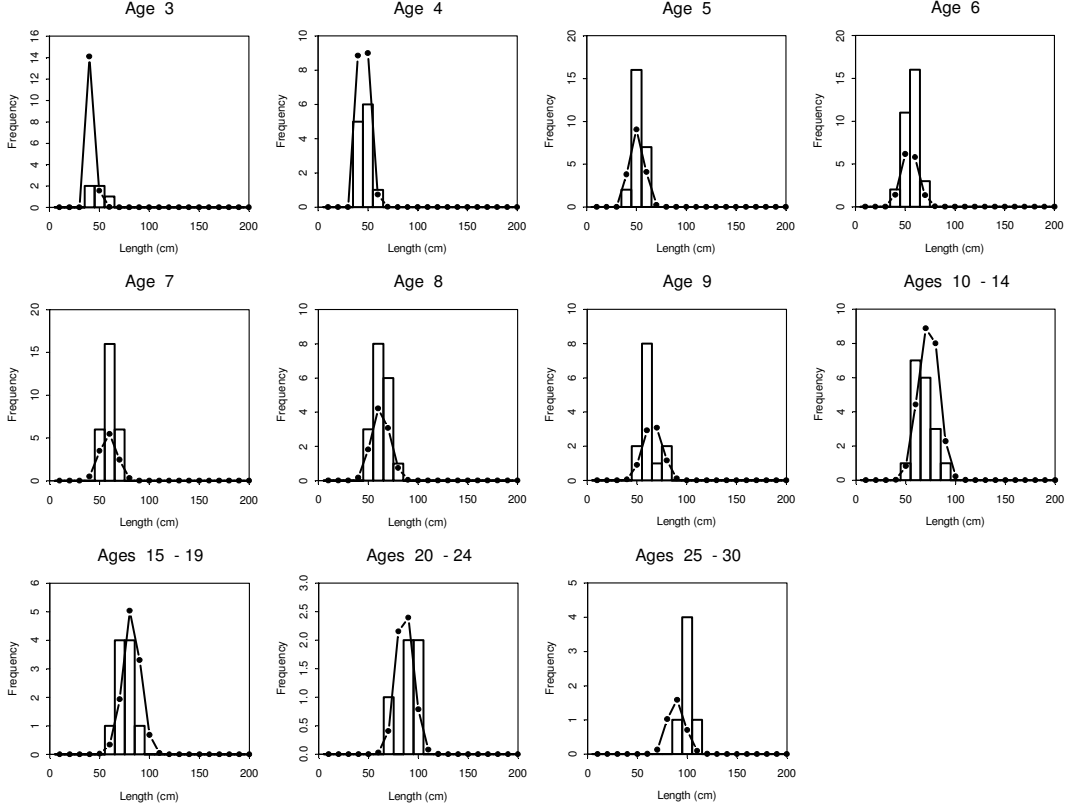 Age 3 Age 4 Age 5 Age 6
Frequency
0 2 4 6 8 10 12 14 16
0 50 100 150 200
Length (cm)
Frequency
0 2 4 6 8 10
0 50 100 150 200
Length (cm)
Frequency
0 5 10 15 20
0 50 100 150 200
Length (cm)
Frequency
0 5 10 15 20
0 50 100 150 200
Length (cm)
Age 7 Age 8 Age 9 Ages 10 - 14
Frequency
0 5 10 15 20
0 50 100 150 200
Length (cm)
Frequency
0 2 4 6 8 10
0 50 100 150 200
Length (cm)
Frequency
0 2 4 6 8 10
0 50 100 150 200
Length (cm)
Frequency
0 2 4 6 8 10
0 50 100 150 200
Length (cm)
Ages 15 - 19 Ages 20 - 24 Ages 25 - 30
Frequency
0 1 2 3 4 5 6
0 50 100 150 200
Length (cm)
Frequency
0.0 0.5 1.0 1.5 2.0 2.5 3.0
0 50 100 150 200
Length (cm)
Frequency
0 1 2 3 4 5
0 50 100 150 200
Length (cm)